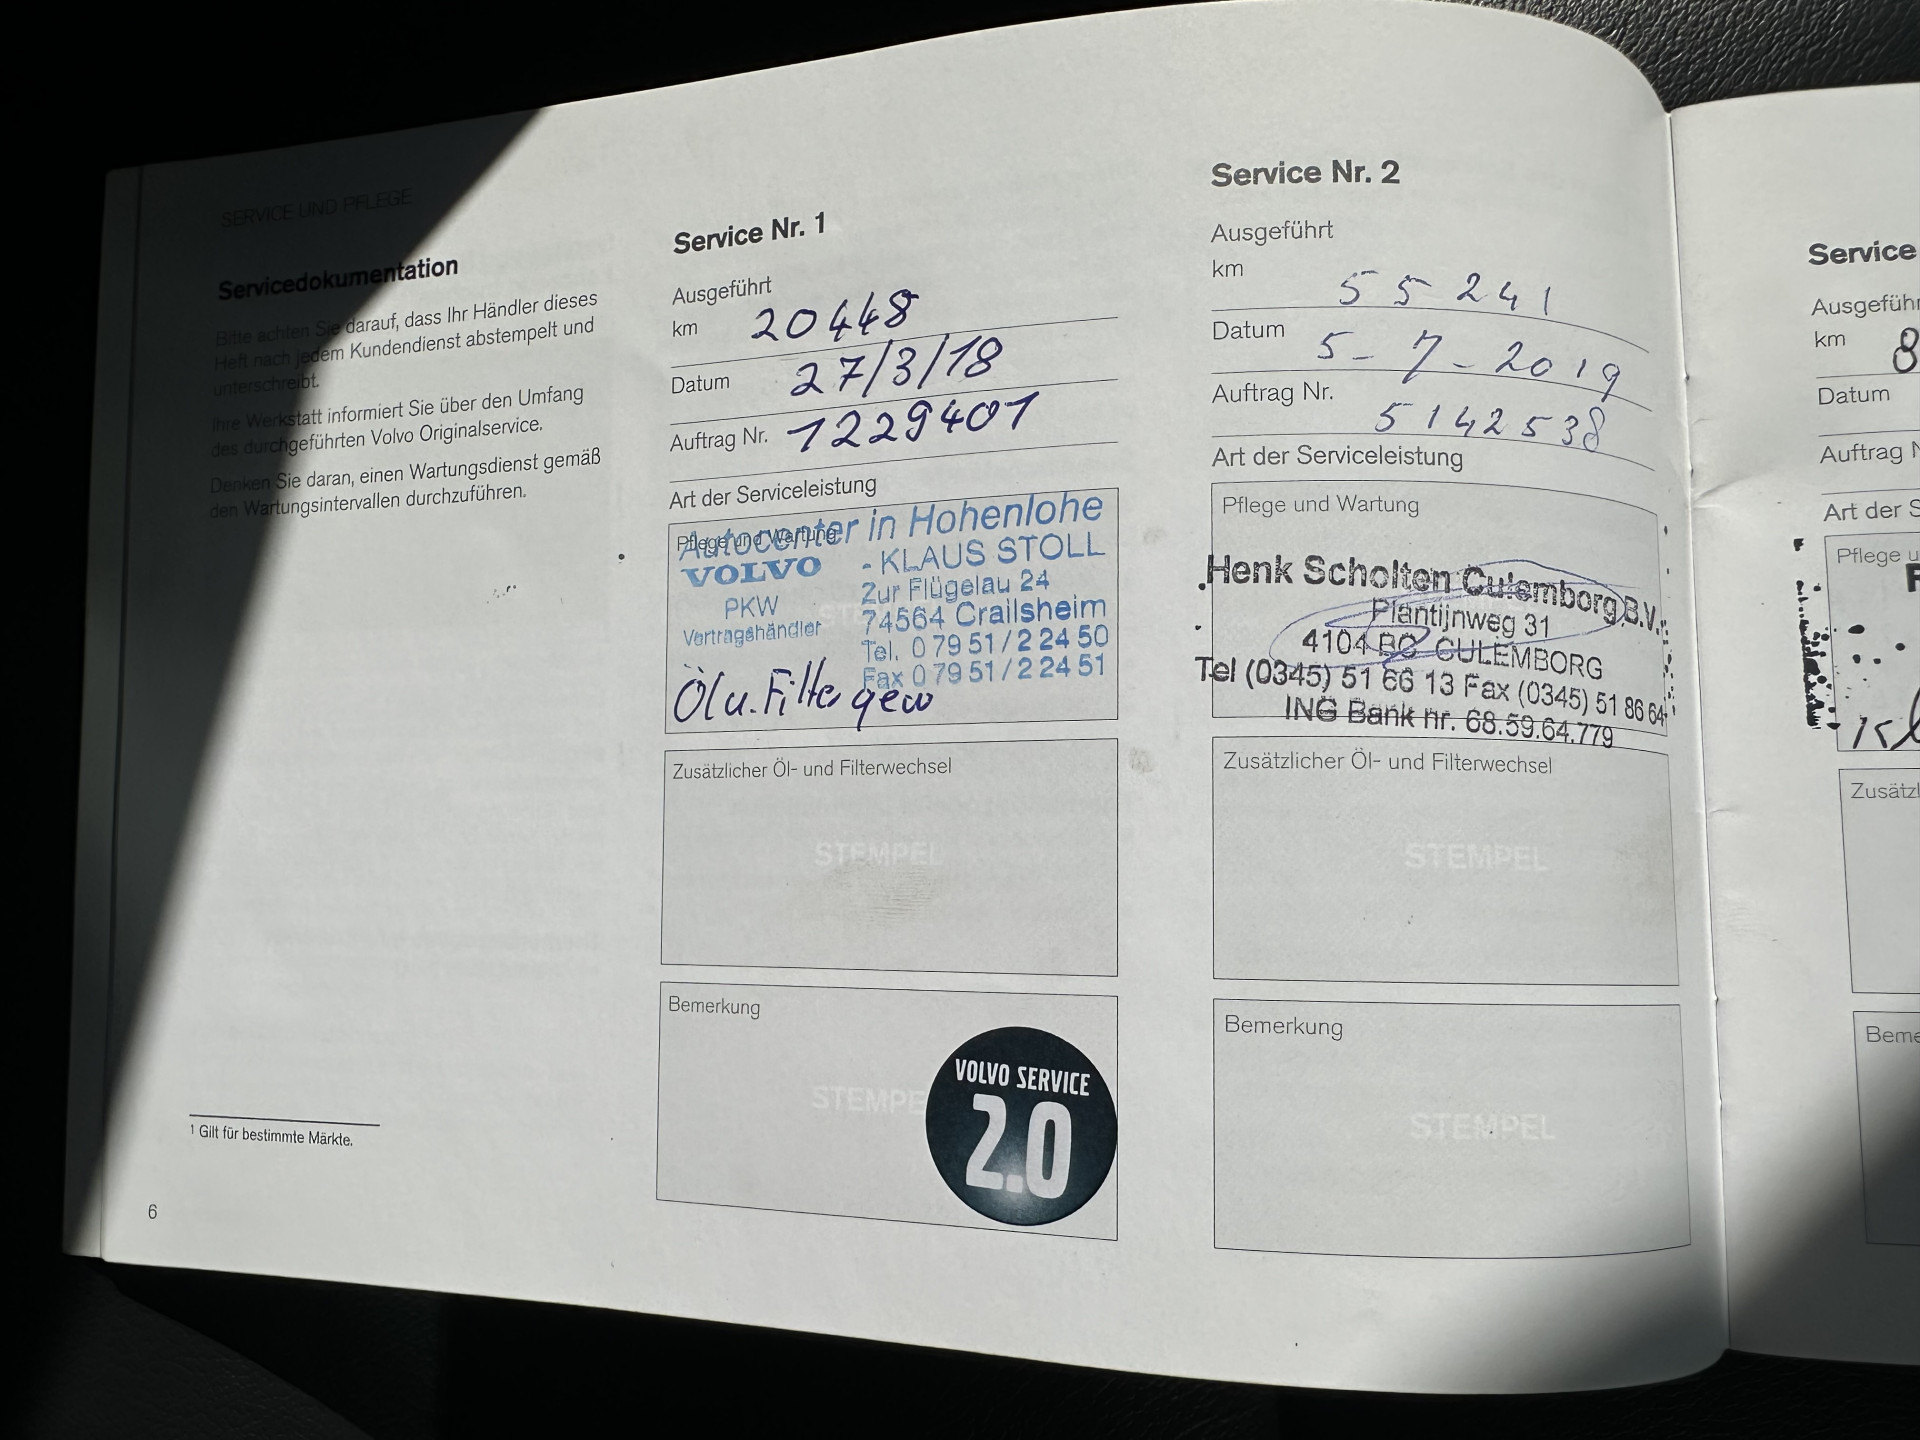 SERVICE UND PFLEGE
Servicedokumentation
Bitte achten Sie darauf, dass Ihr Händler dieses
Heft nach jedem Kundendienst abstempelt und
unterschreibt.
Ihre Werkstatt informiert Sie über den Umfang
des durchgeführten Volvo Originalservice.
Denken Sie daran, einen Wartungsdienst gemäß
den Wartungsintervallen durchzuführen.
1 Gilt für bestimmte Märkte.
6
Service Nr. 1
Ausgeführt
km 20448
Datum 27/3/18
Auftrag Nr. 1229401
Art der Serviceleistung
Pflege und Wartung
Autocenter in Hohenlohe
VOLVO - KLAUS STOLL
PKW Zur Flügelau 24
Vertragshändler 74564 Crailsheim
Tel. 0 79 51 / 2 24 50
Fax 0 79 51 / 2 24 51
Öl u. Filter gew
Zusätzlicher Öl- und Filterwechsel
STEMPEL
Bemerkung
STEMPE
VOLVO SERVICE
2.0
Service Nr. 2
Ausgeführt
km 55241
Datum 5-7-2019
Auftrag Nr. 5142538
Art der Serviceleistung
Pflege und Wartung
Henk Scholten Culemborg B.V.
Plantijnweg 31
4104 BC CULEMBORG
Tel (0345) 51 66 13 Fax (0345) 51 86 64
ING Bank nr. 68.59.64.779
Zusätzlicher Öl- und Filterwechsel
STEMPEL
Bemerkung
STEMPEL
Service
Ausgeführ
km 8
Datum
Auftrag N
Art der S
Pflege u
Zusätzl
Beme